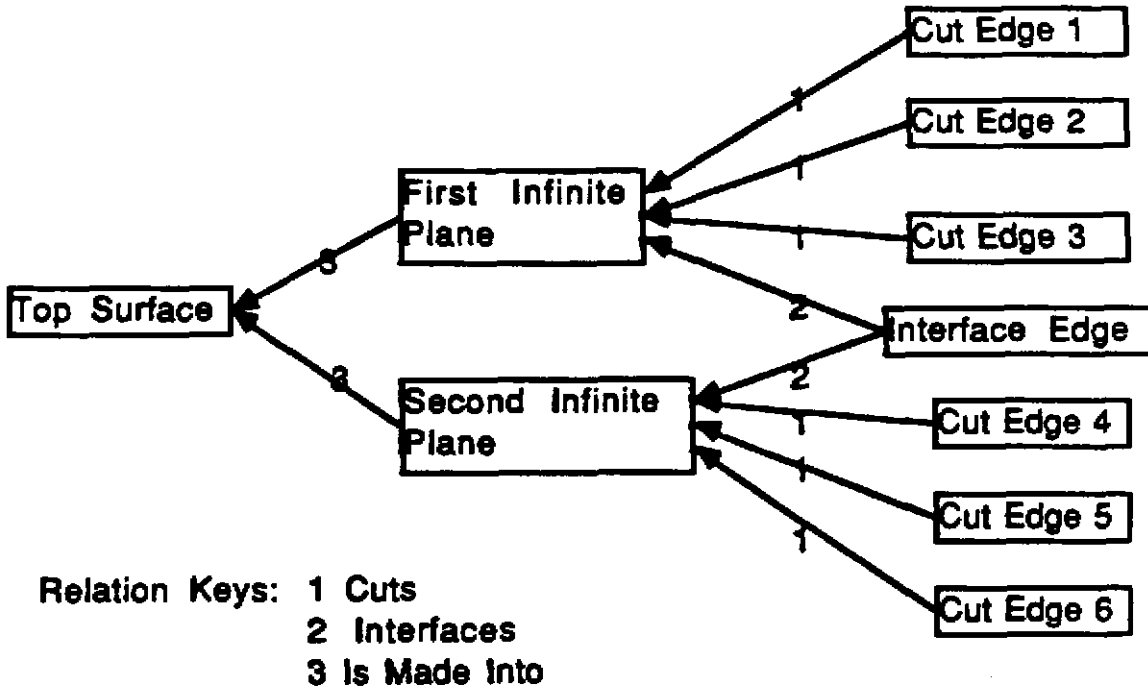 Cut Edge 1
1
Cut Edge 2
1
First Infinite
Plane
1
Cut Edge 3
3
Top Surface
2
Interface Edge
3
2
Second Infinite
Plane
1
Cut Edge 4
1
Cut Edge 5
1
Cut Edge 6
Relation Keys: 1 Cuts
2 Interfaces
3 Is Made Into